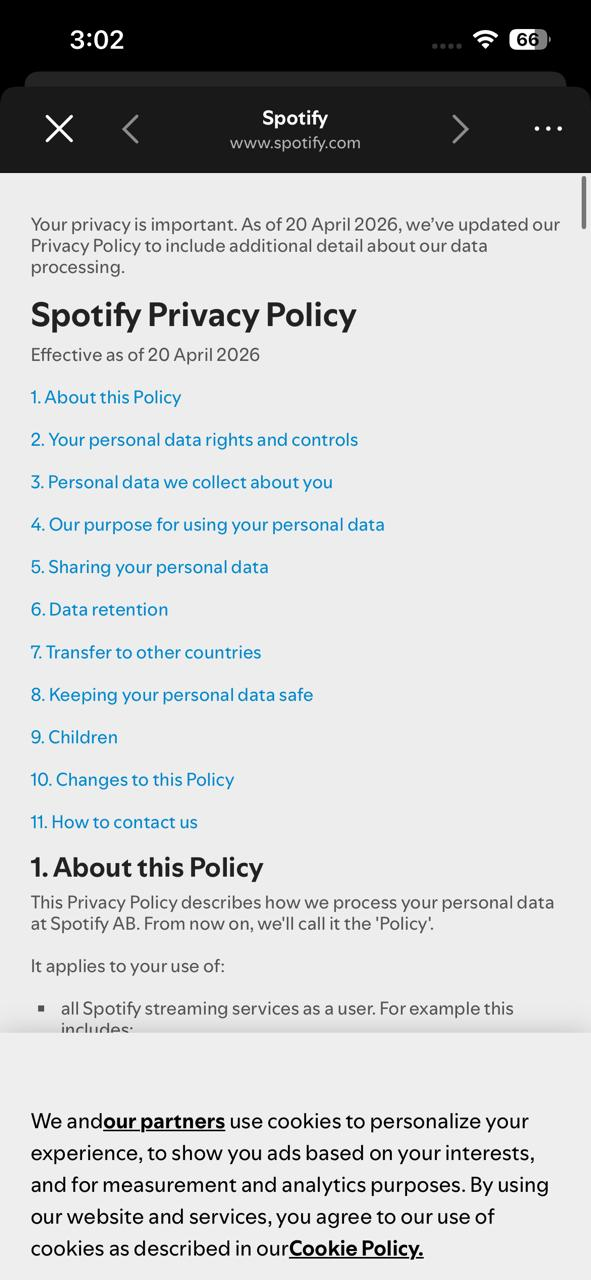 3:02
66
Spotify
www.spotify.com
Your privacy is important. As of 20 April 2026, we’ve updated our
Privacy Policy to include additional detail about our data
processing.
Spotify Privacy Policy
Effective as of 20 April 2026
1. About this Policy
2. Your personal data rights and controls
3. Personal data we collect about you
4. Our purpose for using your personal data
5. Sharing your personal data
6. Data retention
7. Transfer to other countries
8. Keeping your personal data safe
9. Children
10. Changes to this Policy
11. How to contact us
1. About this Policy
This Privacy Policy describes how we process your personal data
at Spotify AB. From now on, we'll call it the 'Policy'.
It applies to your use of:
▪ all Spotify streaming services as a user. For example this
includes:
We andour partners use cookies to personalize your
experience, to show you ads based on your interests,
and for measurement and analytics purposes. By using
our website and services, you agree to our use of
cookies as described in ourCookie Policy.